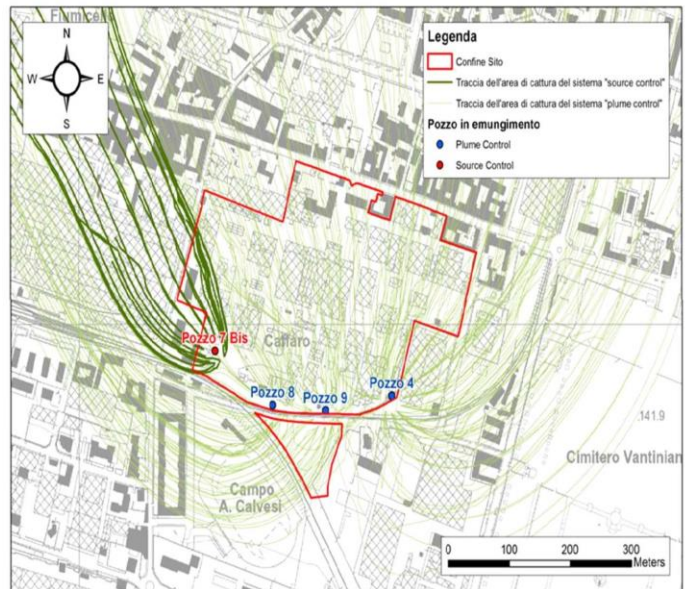 Fiumicello
N
W
E
S
Legenda
Confine Sito
Traccia dell'area di cattura del sistema "source control"
Traccia dell'area di cattura del sistema "plume control"
Pozzo in emungimento
Plume Control
Source Control
Pozzo 7 Bis
Caffaro
Pozzo 8
Pozzo 9
Pozzo 4
141.9
Cimitero Vantinian
Campo
A. Calvesi
0 100 200 300
Meters